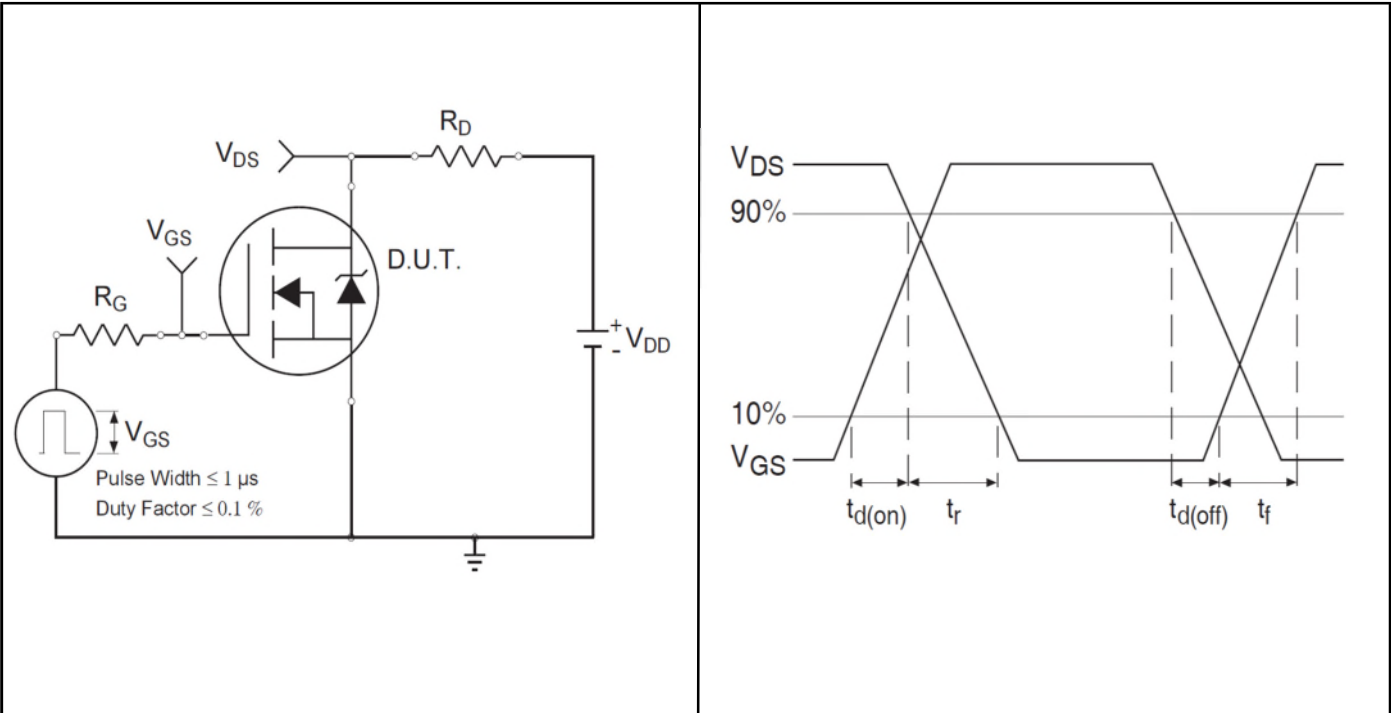 RD
VDS
VGS
D.U.T.
RG
+
-
VDD
VGS
Pulse Width ≤ 1 µs
Duty Factor ≤ 0.1 %
VDS
90%
10%
VGS
td(on) tr td(off) tf